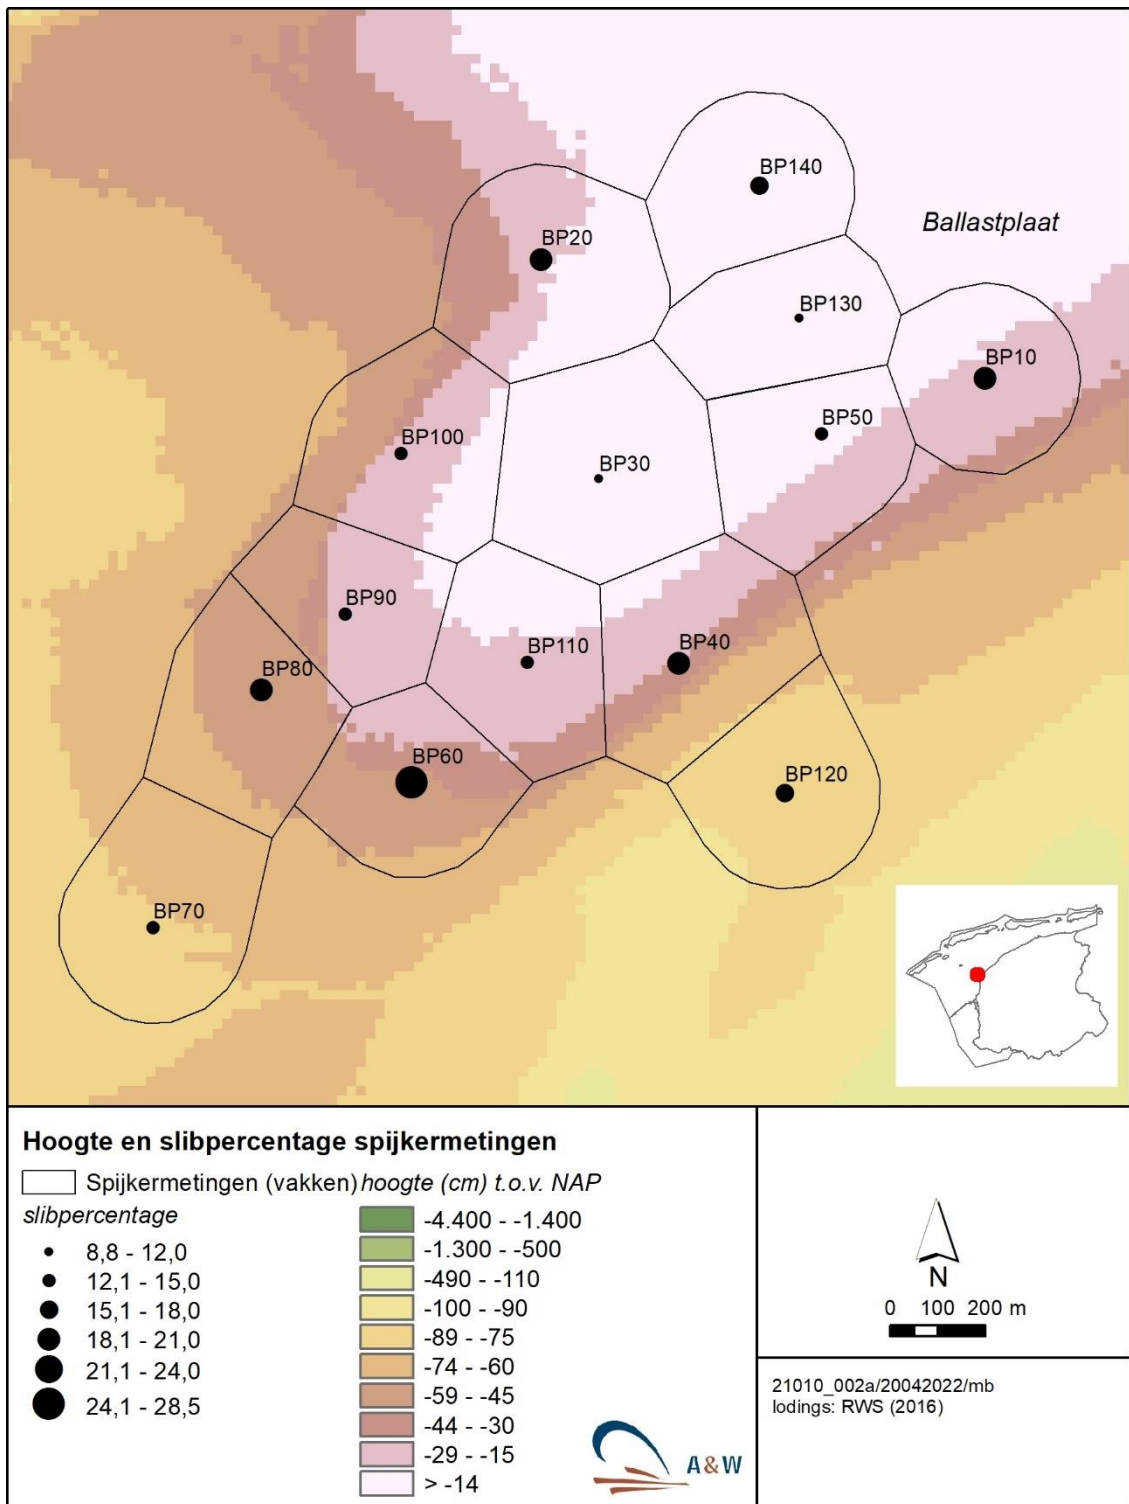 BP140
Ballastplaat
BP20
BP130
BP10
BP50
BP100
BP30
BP90
BP110
BP40
BP80
BP60
BP120
BP70
Hoogte en slibpercentage spijkermetingen
Spijkermetingen (vakken)
slibpercentage
8,8 - 12,0
12,1 - 15,0
15,1 - 18,0
18,1 - 21,0
21,1 - 24,0
24,1 - 28,5
hoogte (cm) t.o.v. NAP
-4.400 - -1.400
-1.300 - -500
-490 - -110
-100 - -90
-89 - -75
-74 - -60
-59 - -45
-44 - -30
-29 - -15
> -14
A&W
N
0 100 200 m
21010_002a/20042022/mb
lodings: RWS (2016)